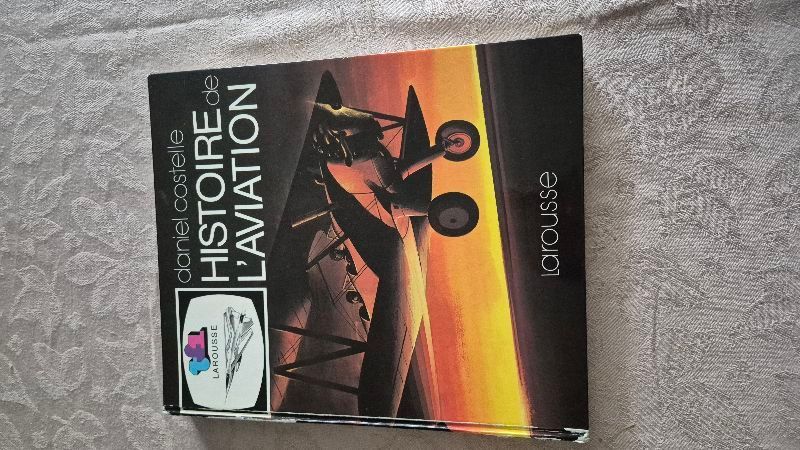 daniel costelle
HISTOIRE de
L'AVIATION
LAROUSSE
Larousse